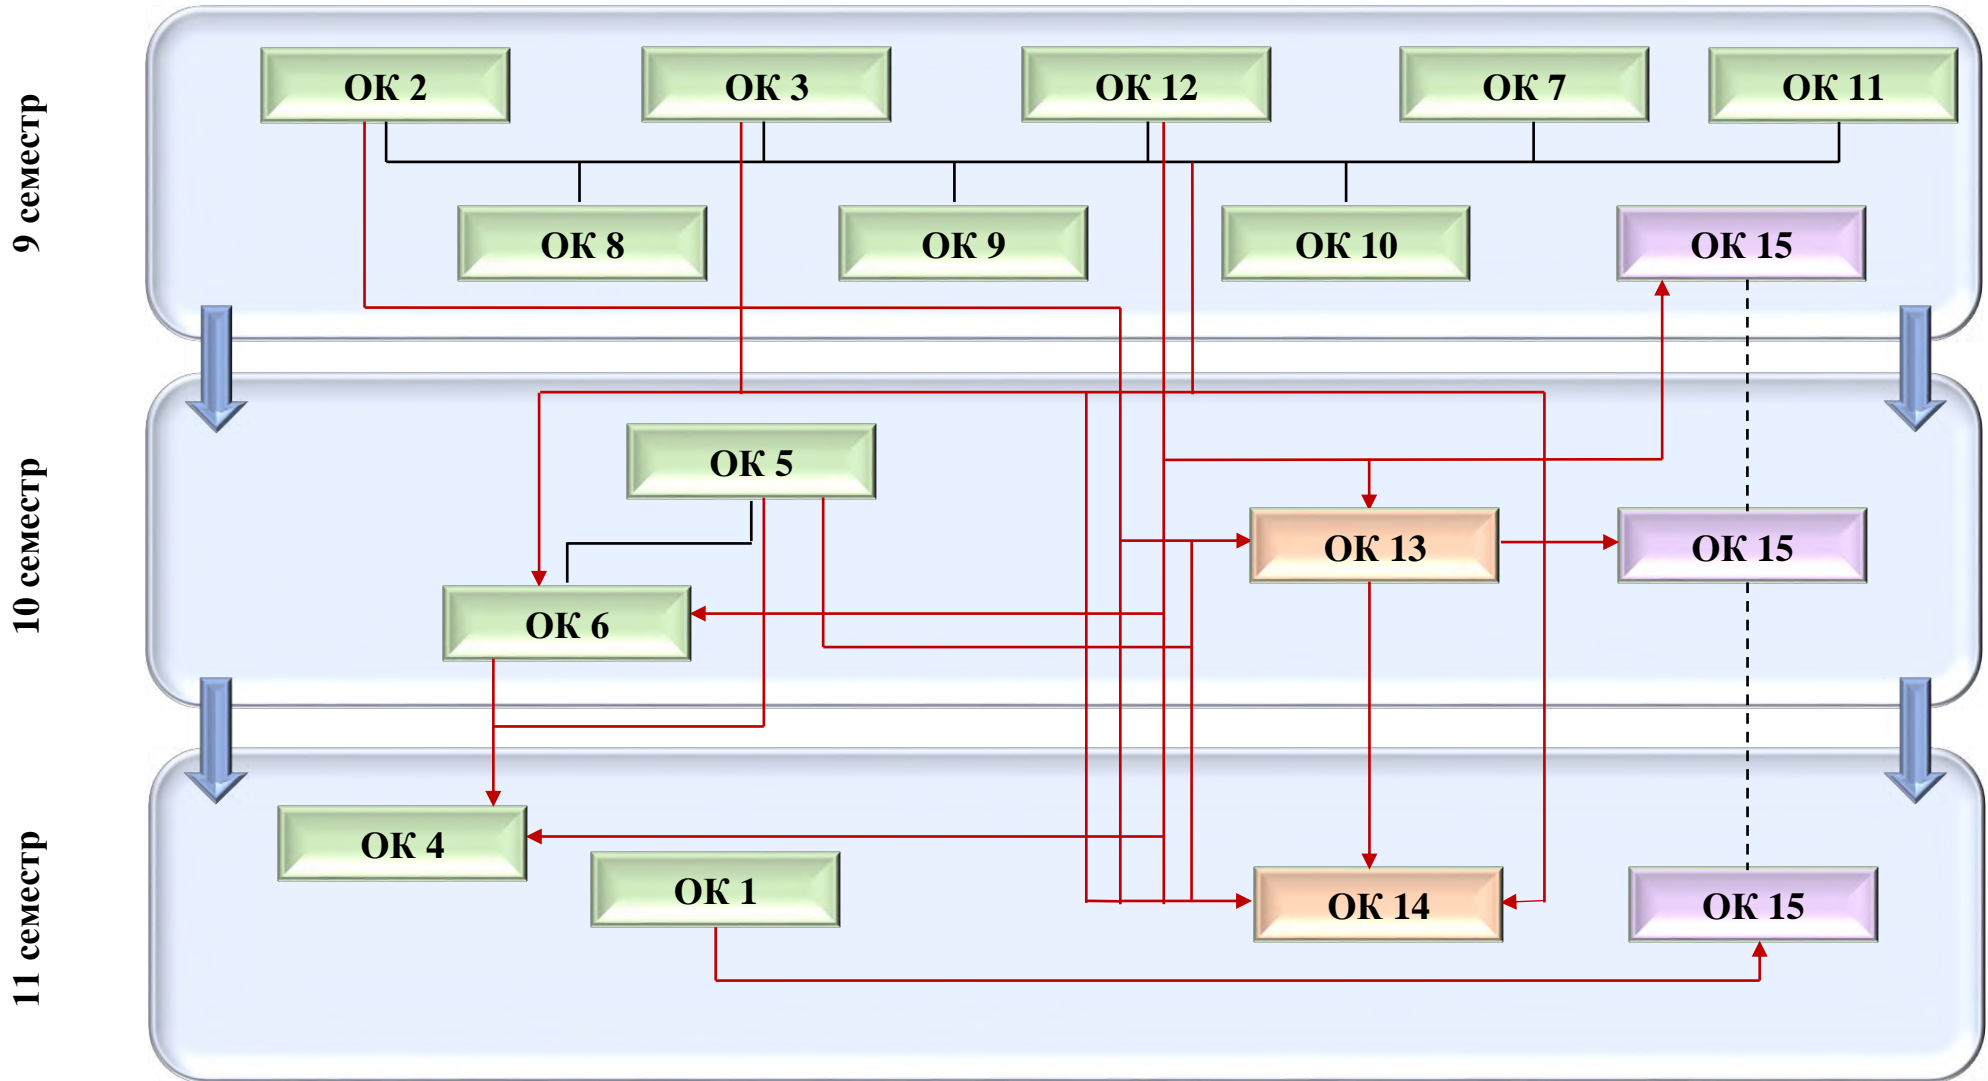 9 семестр
ОК 2
ОК 3
ОК 12
ОК 7
ОК 11
ОК 8
ОК 9
ОК 10
ОК 15
10 семестр
ОК 5
ОК 13
ОК 15
ОК 6
11 семестр
ОК 4
ОК 1
ОК 14
ОК 15